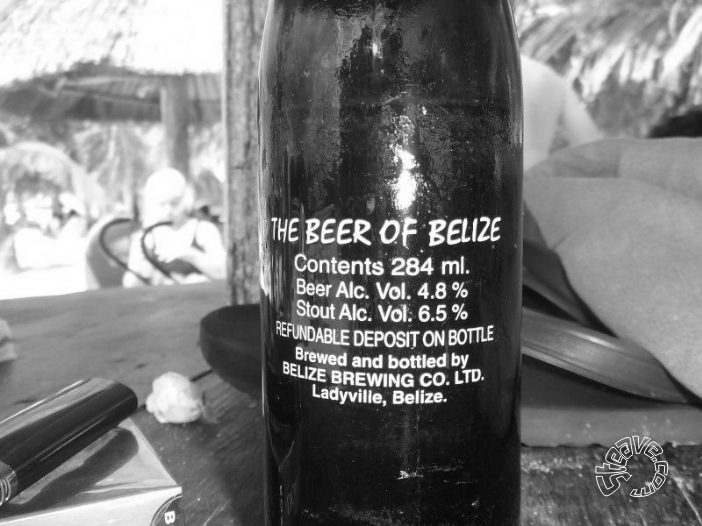 THE BEER OF BELIZE
Contents 284 ml.
Beer Alc. Vol. 4.8 %
Stout Alc. Vol. 6.5 %
REFUNDABLE DEPOSIT ON BOTTLE
Brewed and bottled by
BELIZE BREWING CO. LTD.
Ladyville, Belize.
Steave.com
B